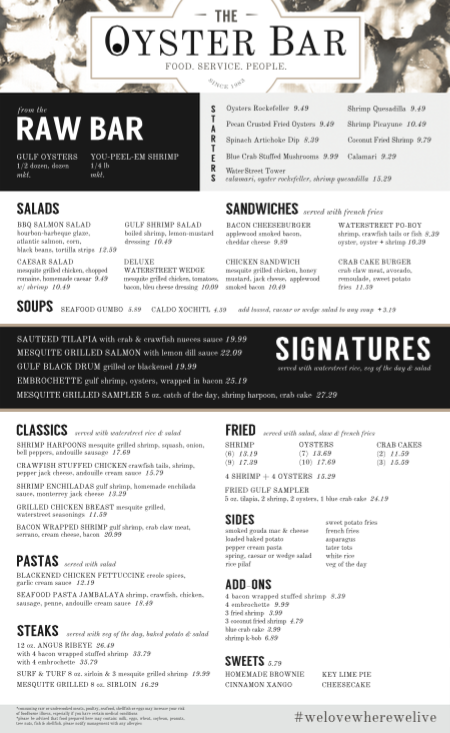 THE
OYSTER BAR
FOOD. SERVICE. PEOPLE.
SINCE 1983
from the
RAW BAR
GULF OYSTERS
1/2 dozen, dozen
mkt.
YOU-PEEL-EM SHRIMP
1/4 lb
mkt.
STARTERS
Oysters Rockefeller 9.49
Pecan Crusted Fried Oysters 9.49
Spinach Artichoke Dip 8.39
Blue Crab Stuffed Mushrooms 9.99
WaterStreet Tower
calamari, oyster rockefeller, shrimp quesadilla 15.29
Shrimp Quesadilla 9.49
Shrimp Picayune 10.49
Coconut Fried Shrimp 9.79
Calamari 9.29
SALADS
BBQ SALMON SALAD
bourbon-barbeque glaze,
atlantic salmon, corn,
black beans, tortilla strips 12.59
GULF SHRIMP SALAD
boiled shrimp, lemon-mustard
dressing 10.49
CAESAR SALAD
mesquite grilled chicken, chopped
romaine, homemade caesar 9.49
w/ shrimp 10.49
DELUXE
WATERSTREET WEDGE
mesquite grilled chicken, tomatoes,
bacon, bleu cheese dressing 10.09
SANDWICHES served with french fries
BACON CHEESEBURGER
applewood smoked bacon,
cheddar cheese 9.89
WATERSTREET PO-BOY
shrimp, crawfish tails or fish 8.39
oyster, oyster + shrimp 10.39
CHICKEN SANDWICH
mesquite grilled chicken, honey
mustard, jack cheese, applewood
smoked bacon 10.49
CRAB CAKE BURGER
crab claw meat, avocado,
remoulade, sweet potato
fries 11.59
SOUPS SEAFOOD GUMBO 5.89 CALDO XOCHITL 4.39 add tossed, caesar or wedge salad to any soup +3.19
SAUTEED TILAPIA with crab & crawfish nueces sauce 19.99
MESQUITE GRILLED SALMON with lemon dill sauce 22.09
GULF BLACK DRUM grilled or blackened 19.99
EMBROCHETTE gulf shrimp, oysters, wrapped in bacon 25.19
MESQUITE GRILLED SAMPLER 5 oz. catch of the day, shrimp harpoon, crab cake 27.29
SIGNATURES
served with waterstreet rice, veg of the day & salad
CLASSICS served with waterstreet rice & salad
SHRIMP HARPOONS mesquite grilled shrimp, squash, onion,
bell peppers, andouille sausage 17.69
CRAWFISH STUFFED CHICKEN crawfish tails, shrimp,
pepper jack cheese, andouille cream sauce 15.79
SHRIMP ENCHILADAS gulf shrimp, homemade enchilada
sauce, monterrey jack cheese 13.29
GRILLED CHICKEN BREAST mesquite grilled,
waterstreet seasonings 11.59
BACON WRAPPED SHRIMP gulf shrimp, crab claw meat,
serrano, cream cheese, bacon 20.99
PASTAS served with salad
BLACKENED CHICKEN FETTUCCINE creole spices,
garlic cream sauce 12.19
SEAFOOD PASTA JAMBALAYA shrimp, crawfish, chicken,
sausage, penne, andouille cream sauce 18.49
STEAKS served with veg of the day, baked potato & salad
12 oz. ANGUS RIBEYE 26.49
with 4 bacon wrapped stuffed shrimp 33.79
with 4 embrochette 35.79
SURF & TURF 8 oz. sirloin & 3 mesquite grilled shrimp 19.99
MESQUITE GRILLED 8 oz. SIRLOIN 16.29
FRIED served with salad, slaw & french fries
SHRIMP
(6) 13.19
(9) 17.39
OYSTERS
(7) 13.69
(10) 17.69
CRAB CAKES
(2) 11.59
(3) 15.59
4 SHRIMP + 4 OYSTERS 15.29
FRIED GULF SAMPLER
5 oz. tilapia, 2 shrimp, 2 oysters, 1 blue crab cake 24.19
SIDES
smoked gouda mac & cheese
loaded baked potato
pepper cream pasta
spring, caesar or wedge salad
rice pilaf
sweet potato fries
french fries
asparagus
tater tots
white rice
veg of the day
ADD-ONS
4 bacon wrapped stuffed shrimp 8.39
4 embrochette 9.99
3 fried shrimp 5.99
3 coconut fried shrimp 4.79
blue crab cake 3.99
shrimp k-bob 6.89
SWEETS 5.79
HOMEMADE BROWNIE
CINNAMON XANGO
KEY LIME PIE
CHEESECAKE
*consuming raw or undercooked meats, poultry, seafood, shellfish or eggs may increase your risk
of foodborne illness, especially if you have certain medical conditions
*please be advised that food prepared here may contain milk, eggs, wheat, soybean, peanuts,
tree nuts, fish & shellfish. please notify management with any allergies.
#welovewherewelive